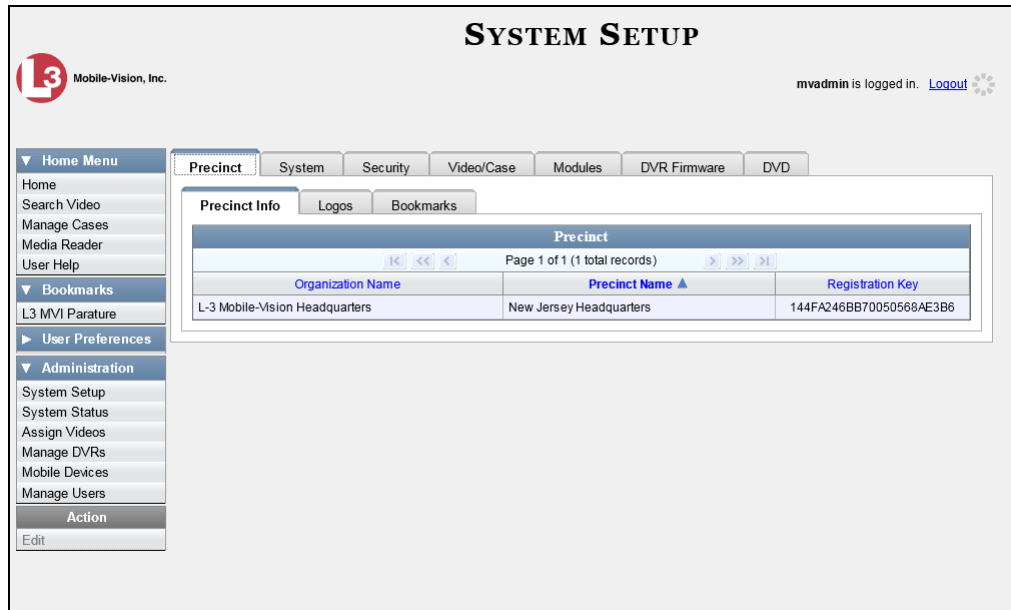 SYSTEM SETUP
L3 Mobile-Vision, Inc.
mvadmin is logged in. Logout
▼ Home Menu
Home
Search Video
Manage Cases
Media Reader
User Help
▼ Bookmarks
L3 MVI Parature
▶ User Preferences
▼ Administration
System Setup
System Status
Assign Videos
Manage DVRs
Mobile Devices
Manage Users
Action
Edit
Precinct System Security Video/Case Modules DVR Firmware DVD
Precinct Info Logos Bookmarks
Precinct
|< << < Page 1 of 1 (1 total records) > >> >|
Organization Name Precinct Name ▲ Registration Key
L-3 Mobile-Vision Headquarters New Jersey Headquarters 144FA246BB70050568AE3B6